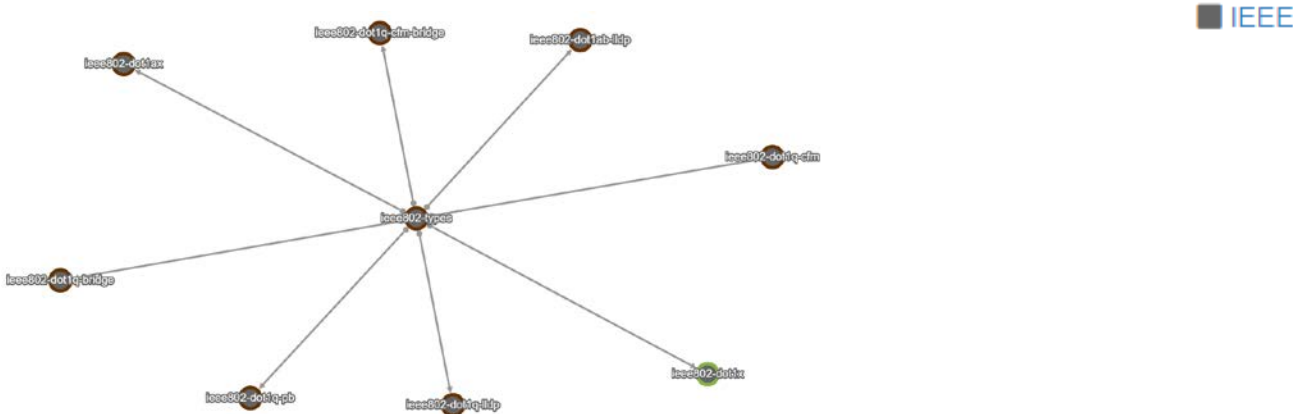 IEEE
ieee802-dot1q-cfm-bridge
ieee802-dot1ab-lldp
ieee802-dot1ax
ieee802-dot1q-cfm
ieee802-types
ieee802-dot1q-bridge
ieee802-dot1x
ieee802-dot1q-pb
ieee802-dot1q-lldp